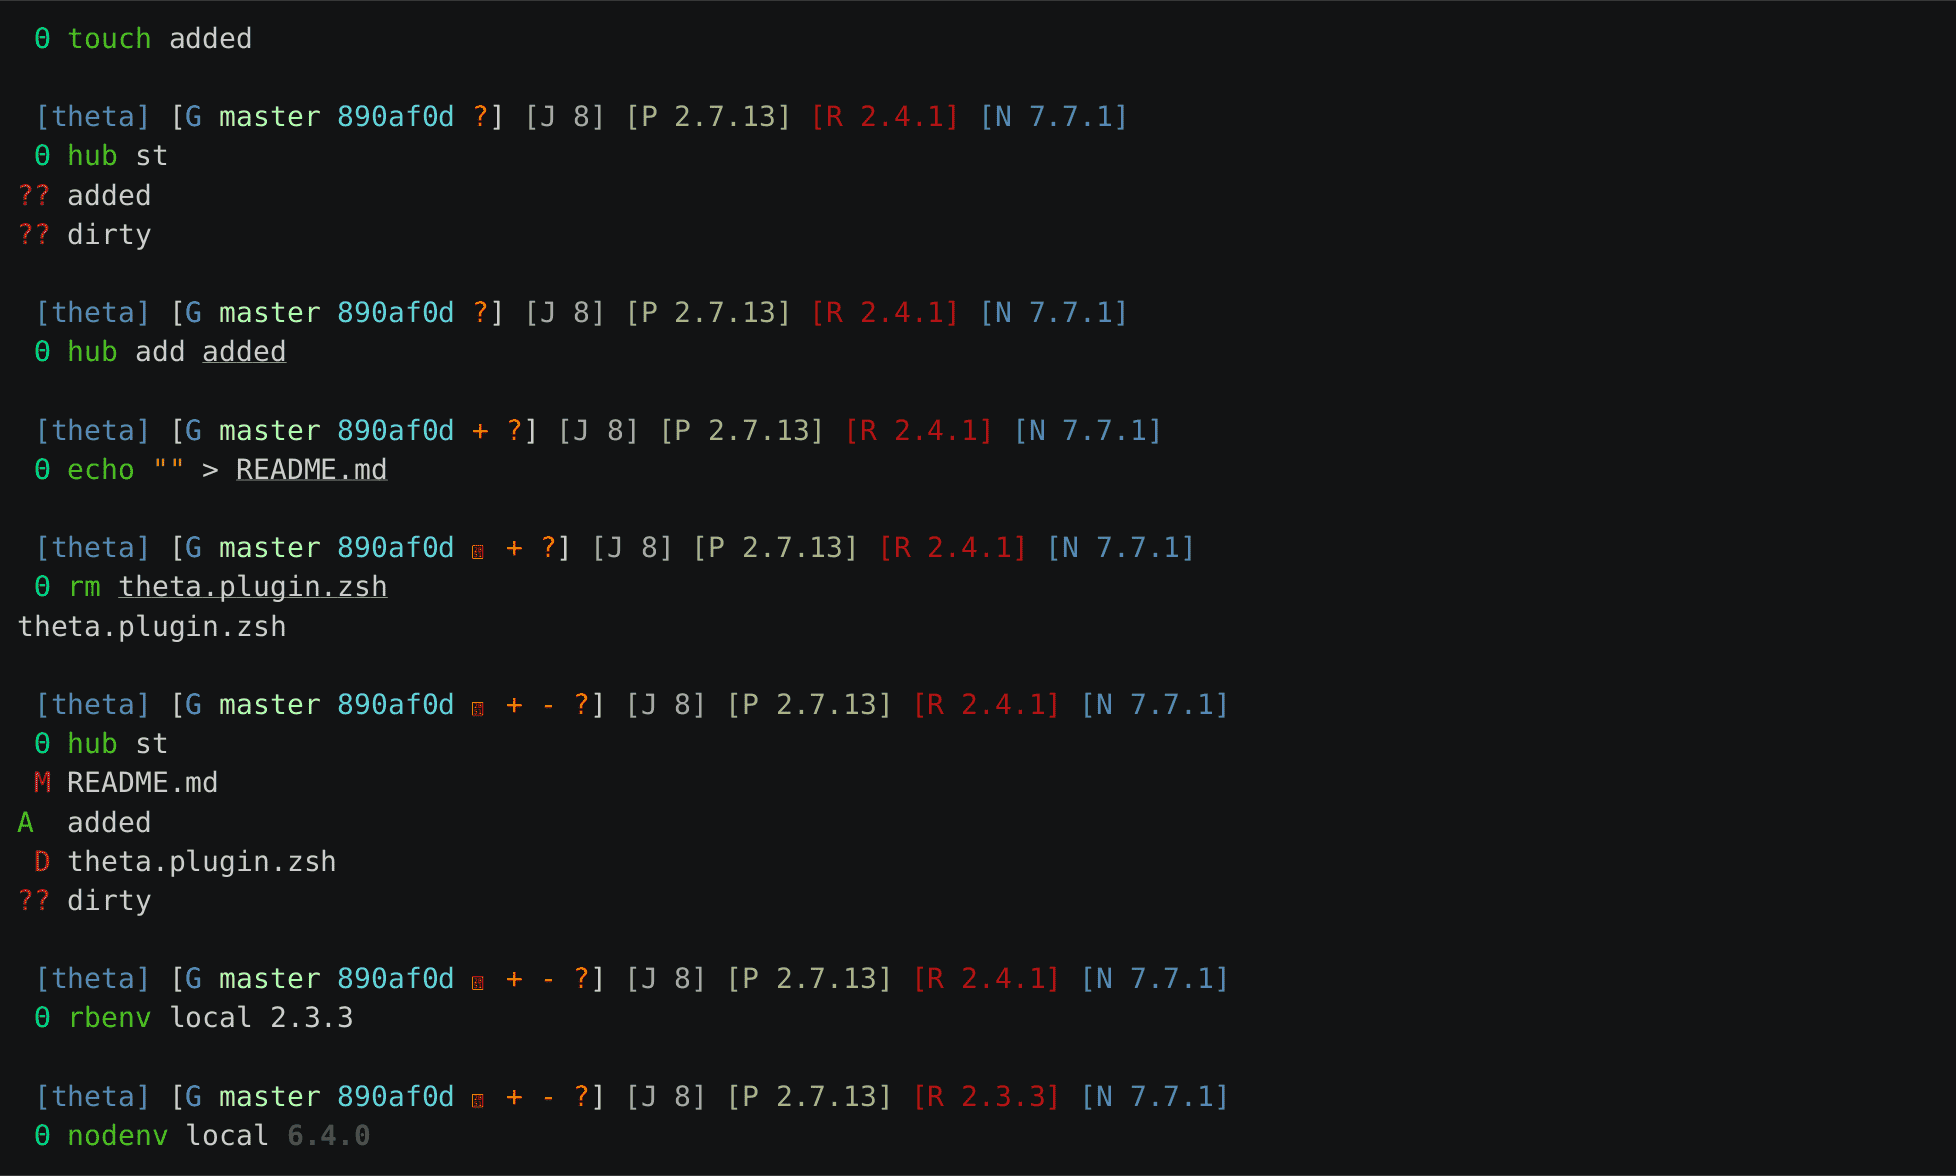 Θ touch added
[theta] [G master 890af0d ?] [J 8] [P 2.7.13] [R 2.4.1] [N 7.7.1]
Θ hub st
?? added
?? dirty
[theta] [G master 890af0d ?] [J 8] [P 2.7.13] [R 2.4.1] [N 7.7.1]
Θ hub add added
[theta] [G master 890af0d + ?] [J 8] [P 2.7.13] [R 2.4.1] [N 7.7.1]
Θ echo "" > README.md
[theta] [G master 890af0d + ?] [J 8] [P 2.7.13] [R 2.4.1] [N 7.7.1]
Θ rm theta.plugin.zsh
theta.plugin.zsh
[theta] [G master 890af0d + - ?] [J 8] [P 2.7.13] [R 2.4.1] [N 7.7.1]
Θ hub st
M README.md
A added
D theta.plugin.zsh
?? dirty
[theta] [G master 890af0d + - ?] [J 8] [P 2.7.13] [R 2.4.1] [N 7.7.1]
Θ rbenv local 2.3.3
[theta] [G master 890af0d + - ?] [J 8] [P 2.7.13] [R 2.3.3] [N 7.7.1]
Θ nodenv local 6.4.0